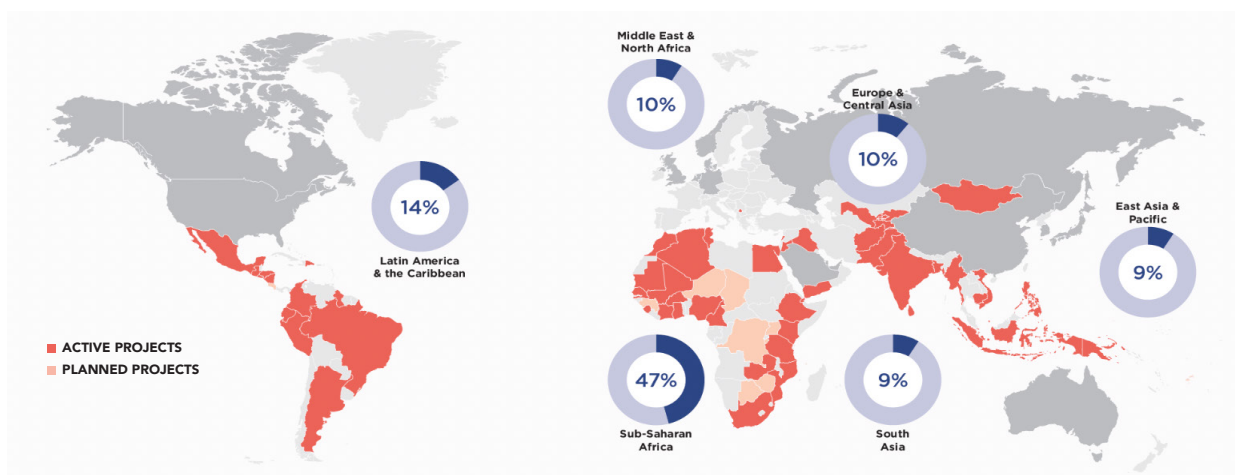 Middle East &
North Africa
10%
Europe &
Central Asia
10%
14%
Latin America
& the Caribbean
East Asia &
Pacific
9%
ACTIVE PROJECTS
PLANNED PROJECTS
47%
Sub-Saharan
Africa
9%
South
Asia